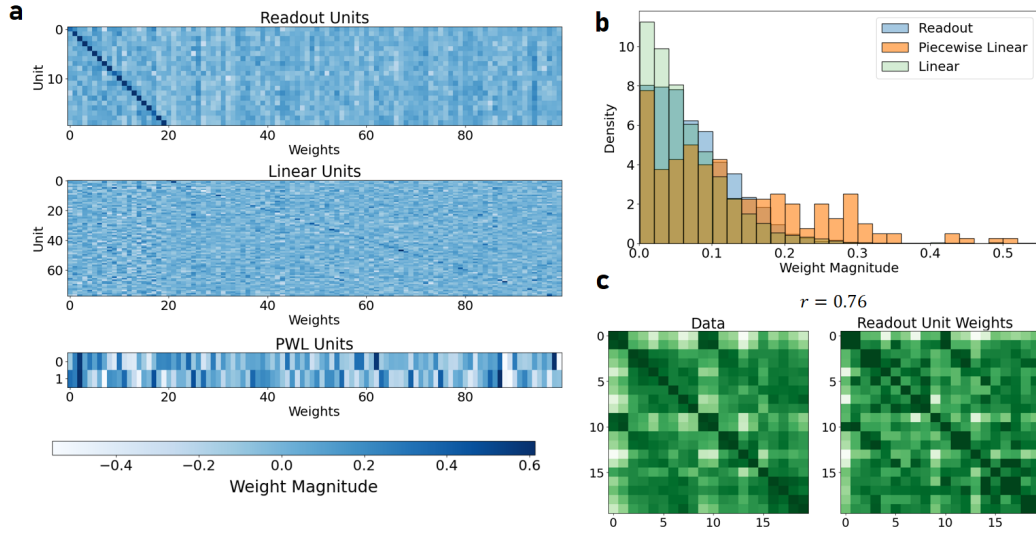 a
Readout Units
0
10
Unit
0 20 40 60 80
Weights
Linear Units
0
20
40
60
Unit
0 20 40 60 80
Weights
PWL Units
0
1
Unit
0 20 40 60 80
Weights
−0.4 −0.2 0.0 0.2 0.4 0.6
Weight Magnitude
b
Readout
Piecewise Linear
Linear
10
8
6
4
2
0
Density
0.0 0.1 0.2 0.3 0.4 0.5
Weight Magnitude
c
r = 0.76
Data
0
5
10
15
0 5 10 15
Readout Unit Weights
0
5
10
15
0 5 10 15